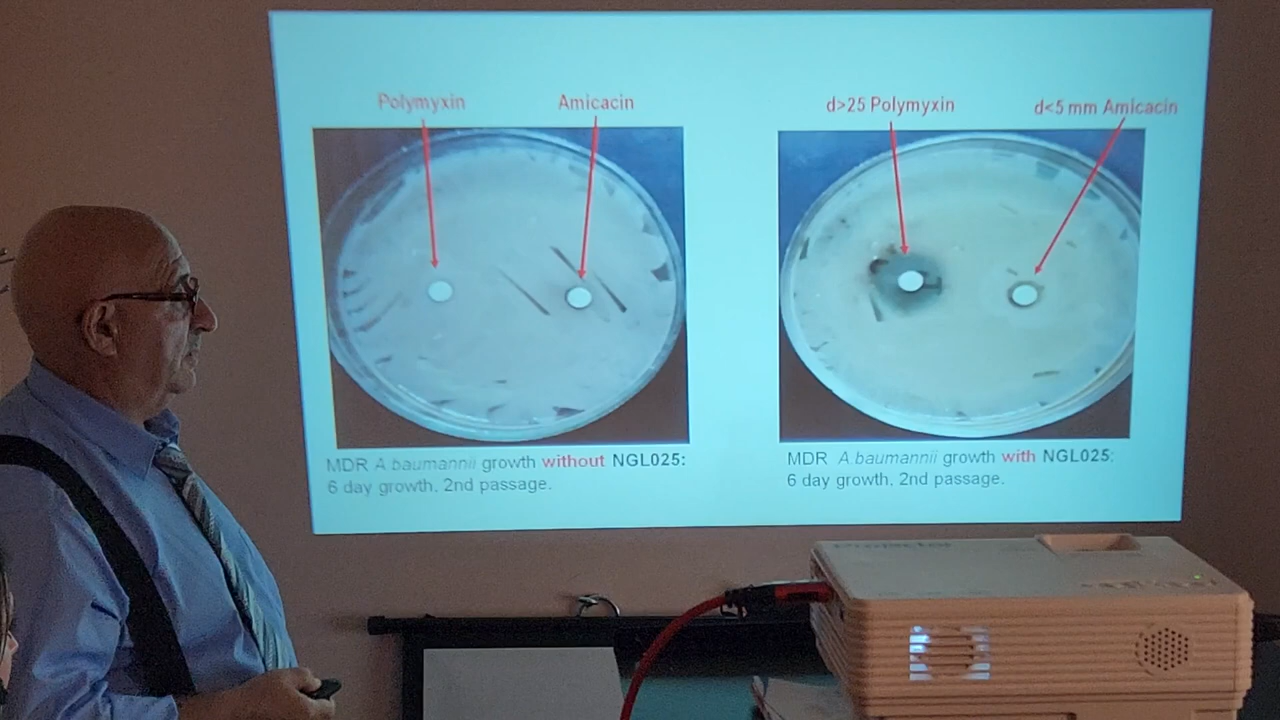 Polymyxin
Amicacin
d>25 Polymyxin
d<5 mm Amicacin
MDR A.baumannii growth without NGL025:
6 day growth, 2nd passage.
MDR A.baumannii growth with NGL025:
6 day growth, 2nd passage.
Projector